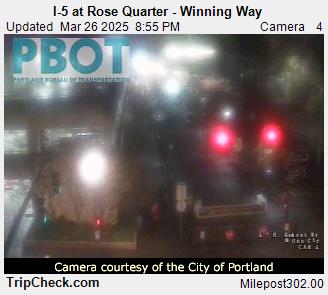 I-5 at Rose Quarter - Winning Way
Updated Mar 26 2025 8:55 PM Camera 4
PBOT
PORTLAND BUREAU OF TRANSPORTATION
Camera courtesy of the City of Portland
TripCheck.com Milepost302.00